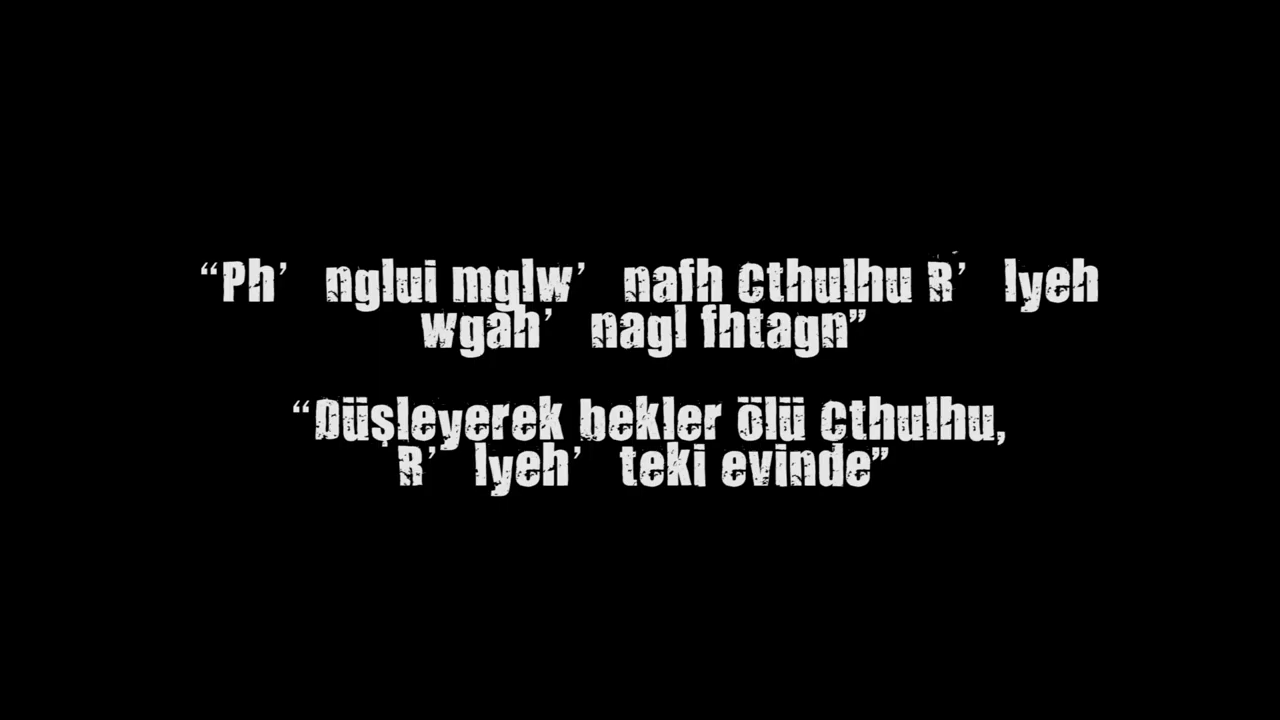 “Ph’ nglui mglw’ nafh Cthulhu R’ lyeh
wgah’ nagl fhtagn”
“Düşleyerek bekler ölü Cthulhu,
R’ lyeh’ teki evinde”